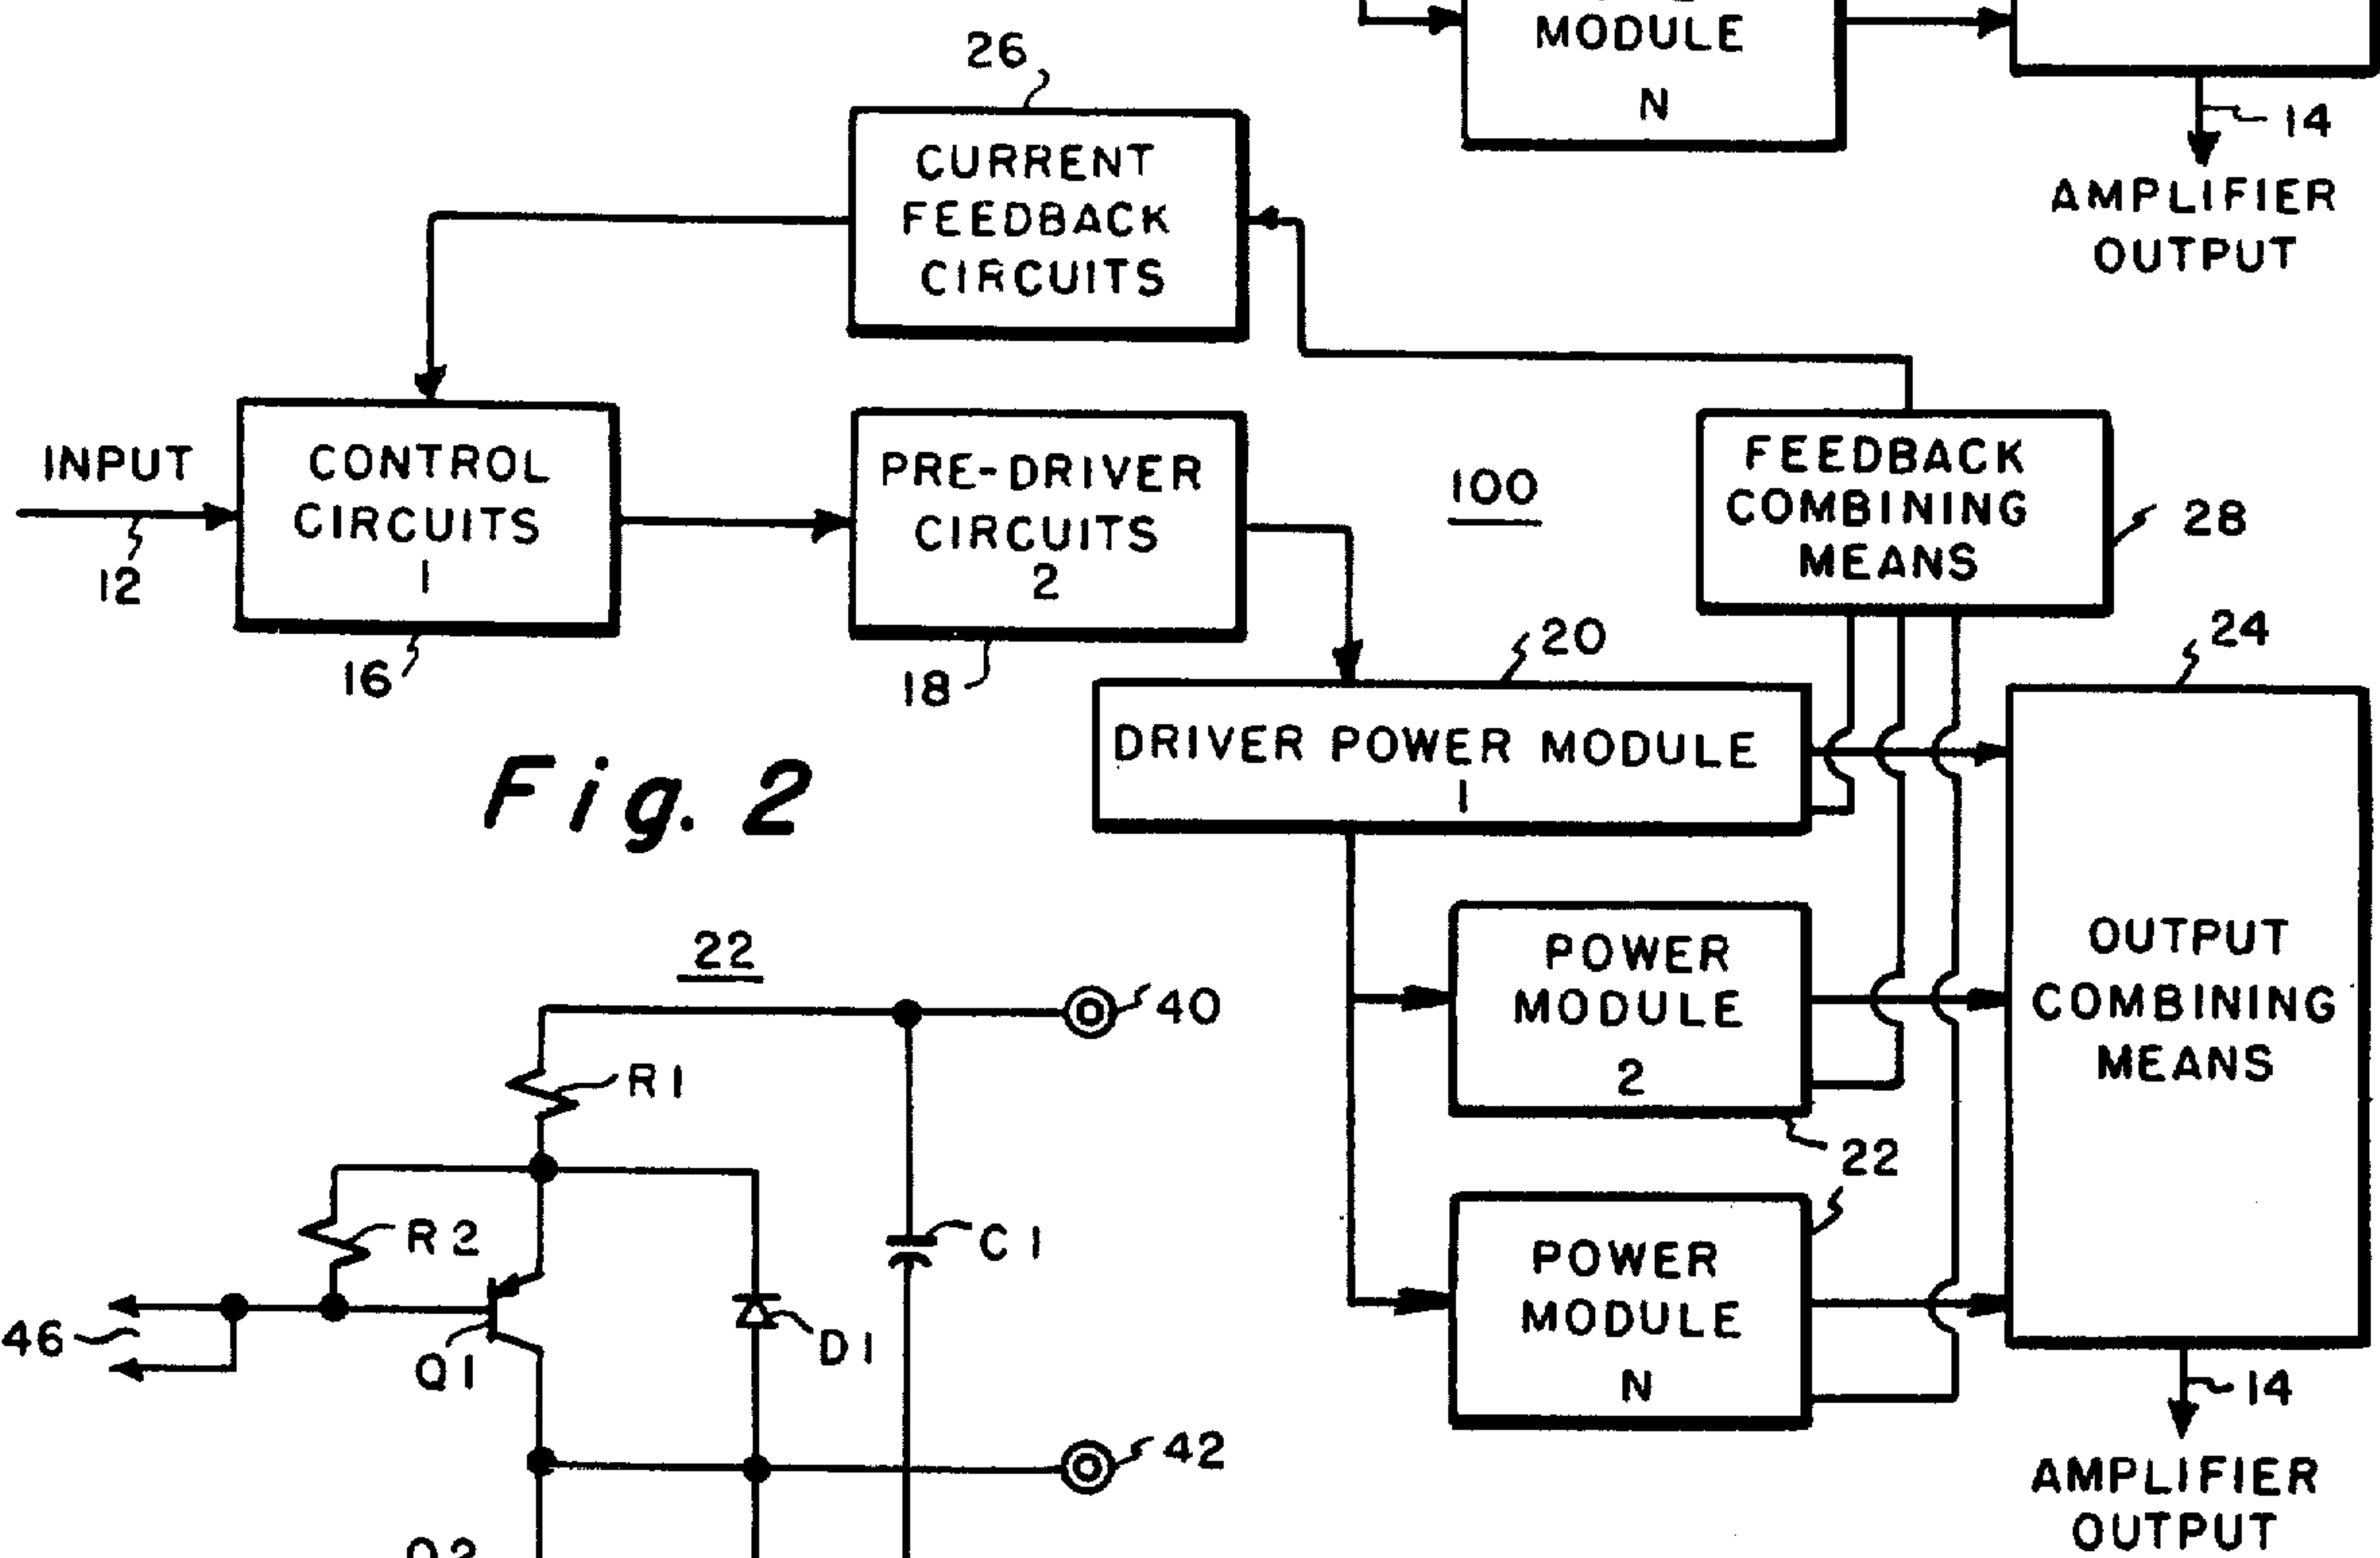 MODULE
N
14
AMPLIFIER
OUTPUT
26
CURRENT
FEEDBACK
CIRCUITS
INPUT
12
CONTROL
CIRCUITS
1
16
PRE-DRIVER
CIRCUITS
2
18
100
FEEDBACK
COMBINING
MEANS
28
20
24
DRIVER POWER MODULE
1
Fig. 2
POWER
MODULE
2
22
OUTPUT
COMBINING
MEANS
POWER
MODULE
N
14
AMPLIFIER
OUTPUT
22
40
R1
R2
C1
46
Q1
D1
42